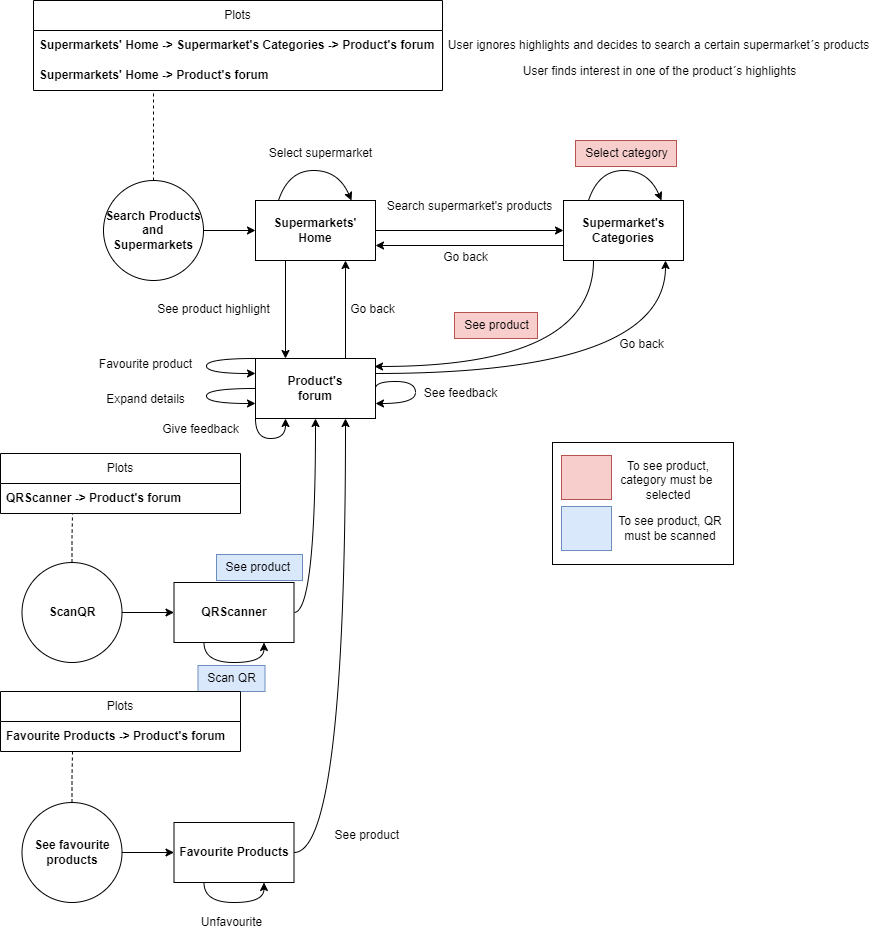 Plots
Supermarkets' Home -> Supermarket's Categories -> Product's forum
User ignores highlights and decides to search a certain supermarket´s products
Supermarkets' Home -> Product's forum
User finds interest in one of the product´s highlights
Select supermarket
Select category
Search Products
and
Supermarkets
Supermarkets'
Home
Search supermarket's products
Go back
Supermarket's
Categories
See product highlight
Go back
See product
Go back
Favourite product
Expand details
Give feedback
Product's
forum
See feedback
Plots
QRScanner -> Product's forum
To see product,
category must be
selected
To see product, QR
must be scanned
See product
ScanQR
QRScanner
Scan QR
Plots
Favourite Products -> Product's forum
See product
See favourite
products
Favourite Products
Unfavourite